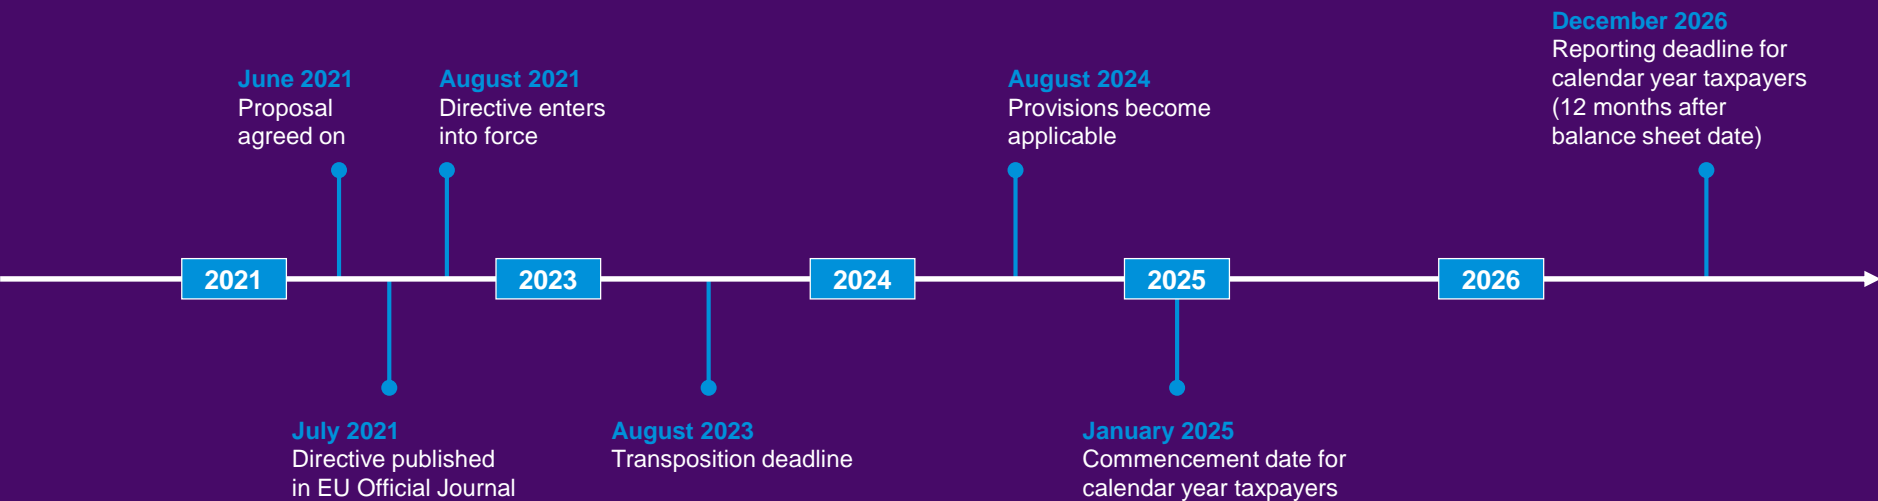 June 2021
Proposal
agreed on
August 2021
Directive enters
into force
August 2024
Provisions become
applicable
December 2026
Reporting deadline for
calendar year taxpayers
(12 months after
balance sheet date)
2021
2023
2024
2025
2026
July 2021
Directive published
in EU Official Journal
August 2023
Transposition deadline
January 2025
Commencement date for
calendar year taxpayers